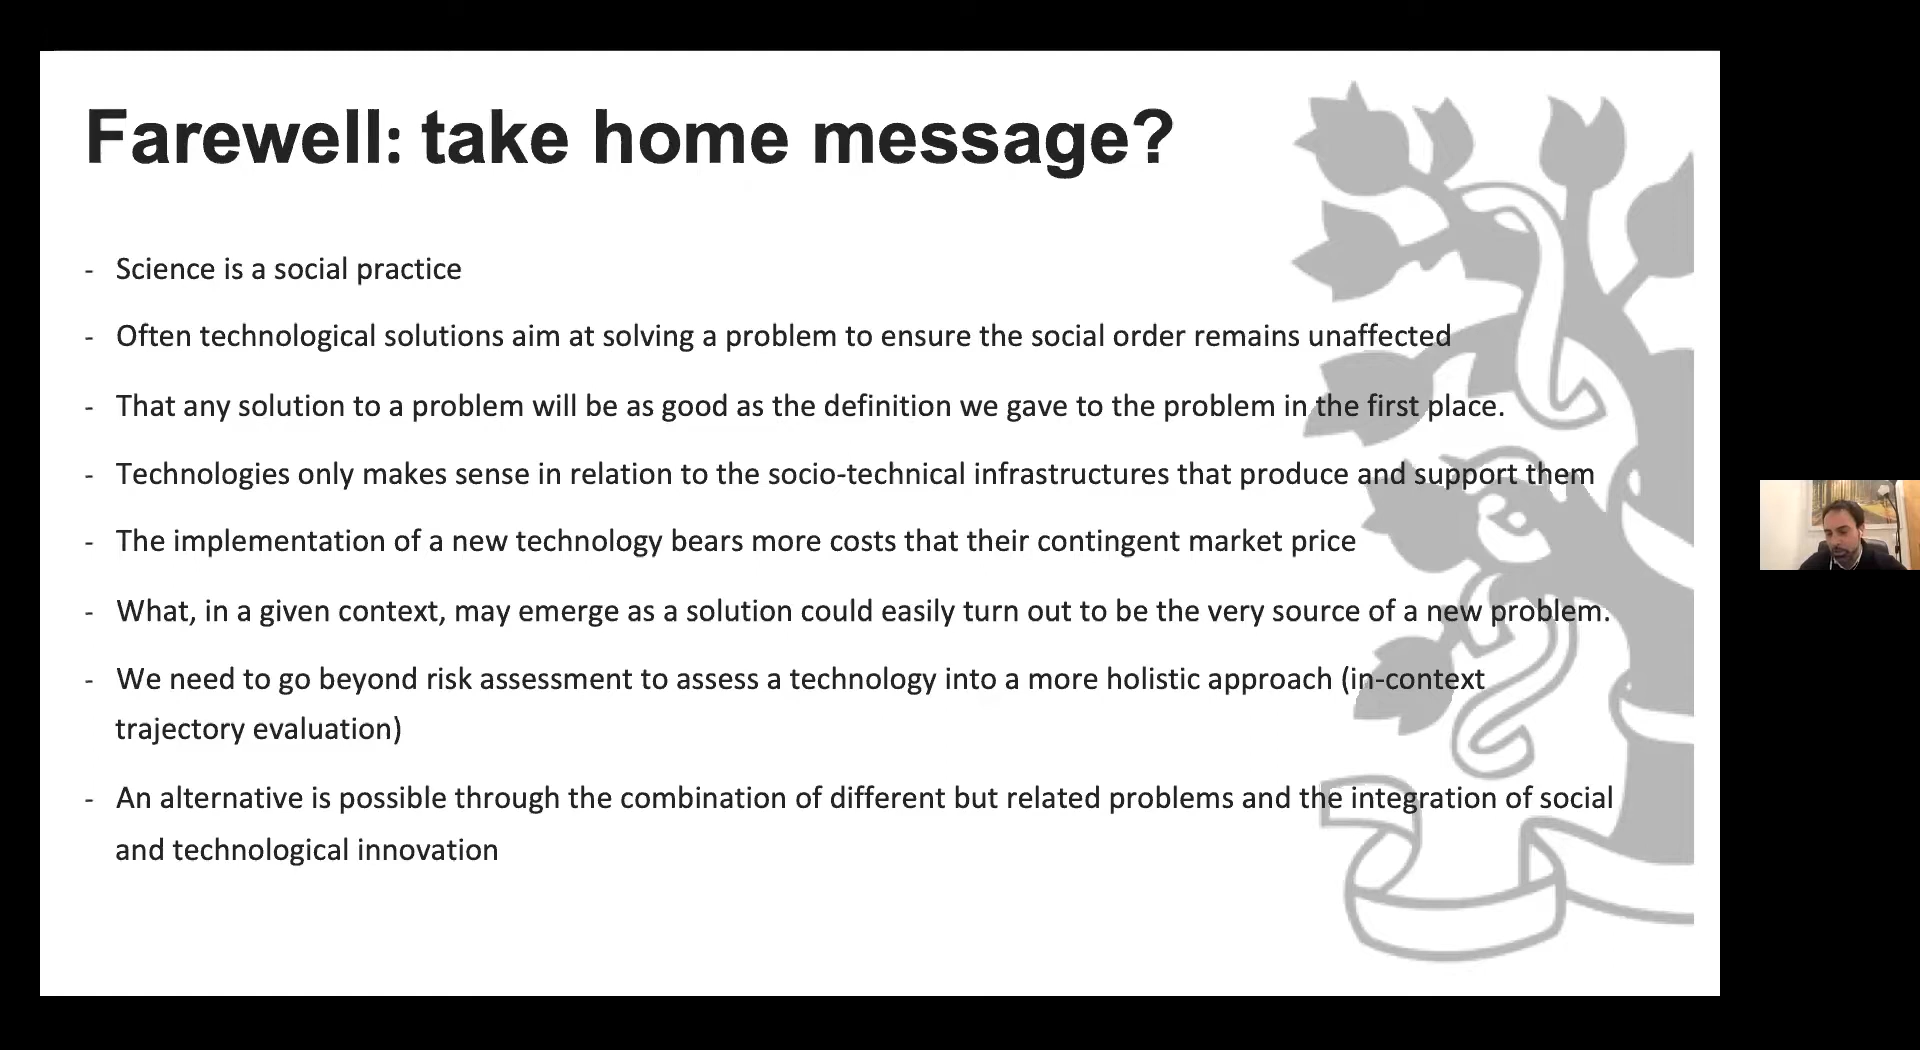 Farewell: take home message?
- Science is a social practice
- Often technological solutions aim at solving a problem to ensure the social order remains unaffected
- That any solution to a problem will be as good as the definition we gave to the problem in the first place.
- Technologies only makes sense in relation to the socio-technical infrastructures that produce and support them
- The implementation of a new technology bears more costs that their contingent market price
- What, in a given context, may emerge as a solution could easily turn out to be the very source of a new problem.
- We need to go beyond risk assessment to assess a technology into a more holistic approach (in-context
trajectory evaluation)
- An alternative is possible through the combination of different but related problems and the integration of social
and technological innovation